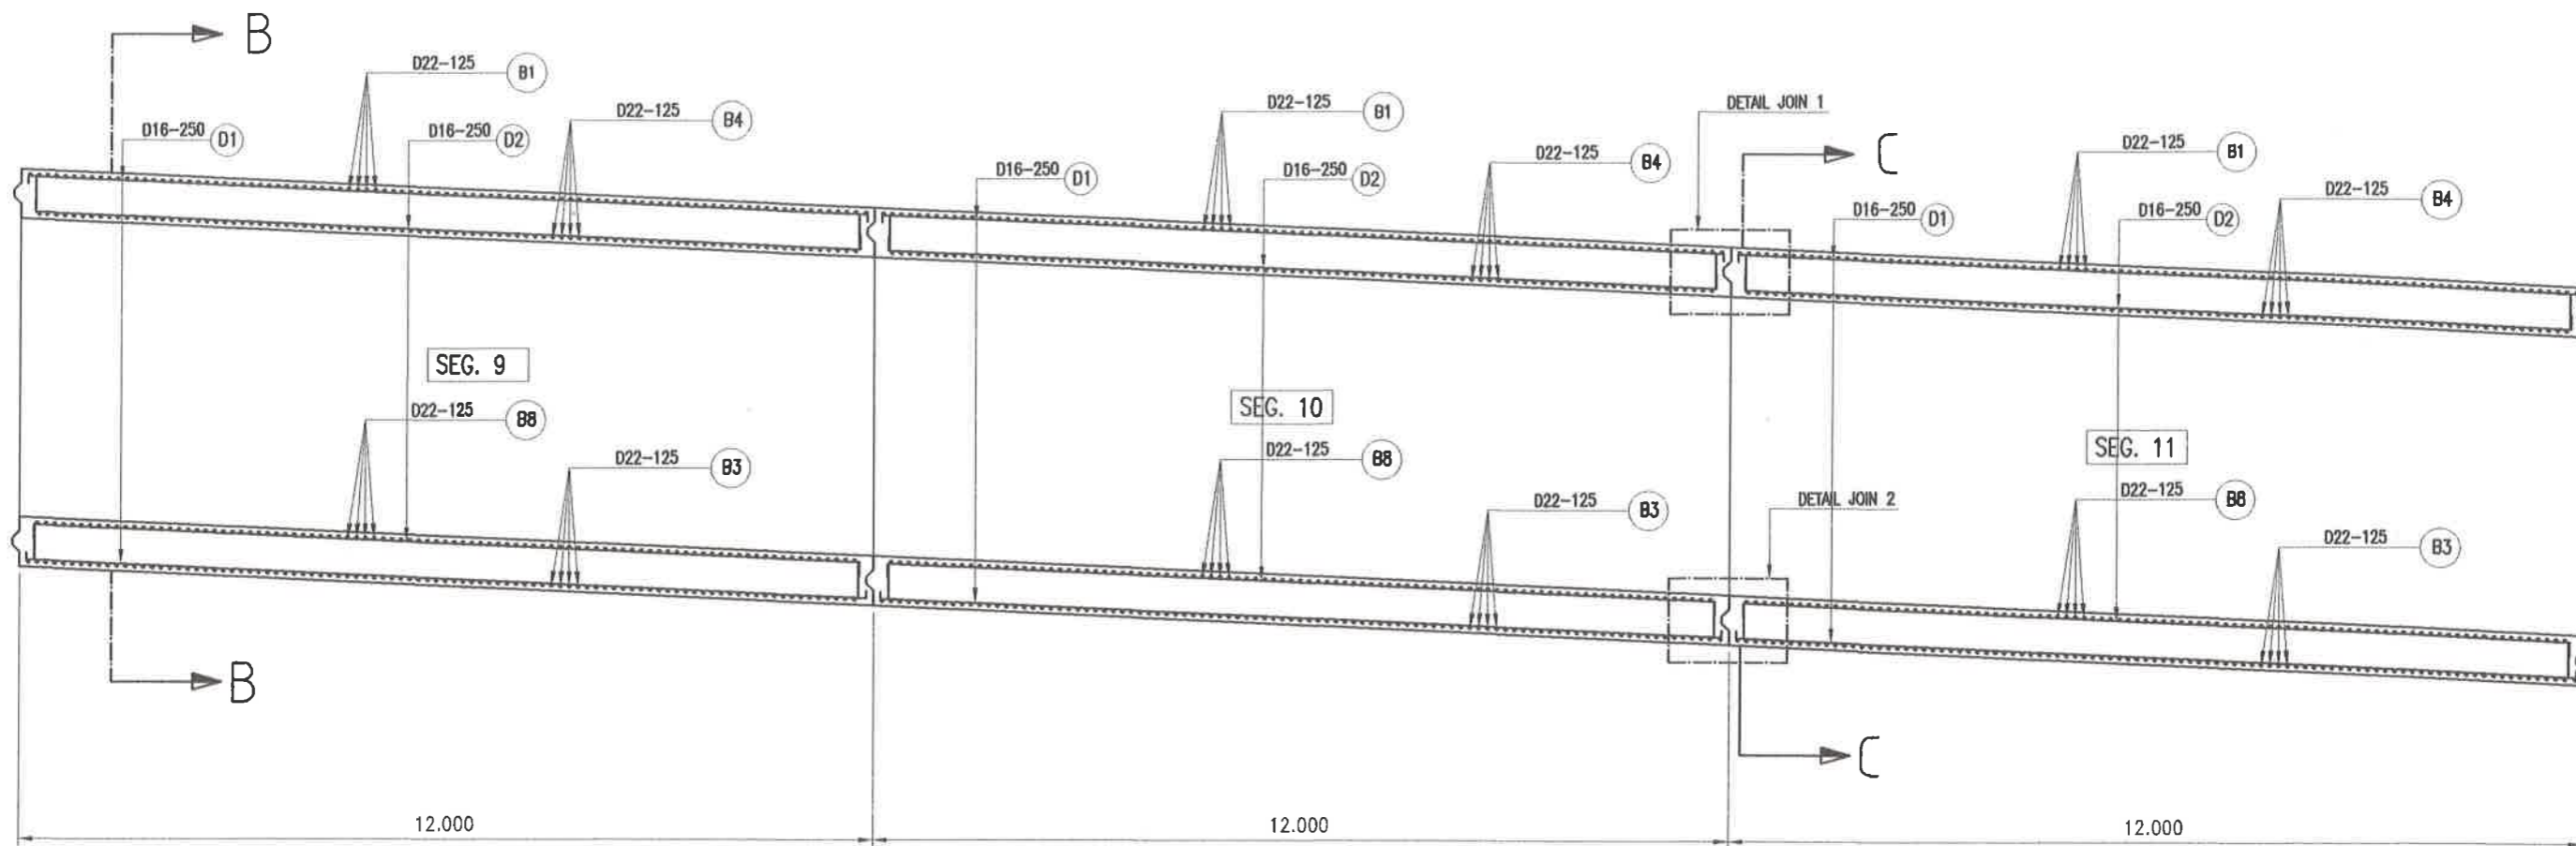 B
D22-125 B1
D22-125 B4
D16-250 D1
D16-250 D2
SEG. 9
D22-125 B8
D22-125 B3
B
12.000
D22-125 B1
D22-125 B4
D16-250 D1
D16-250 D2
DETAIL JOIN 1
SEG. 10
D22-125 B8
D22-125 B3
DETAIL JOIN 2
12.000
C
D22-125 B1
D22-125 B4
D16-250 D1
D16-250 D2
SEG. 11
D22-125 B8
D22-125 B3
C
12.000